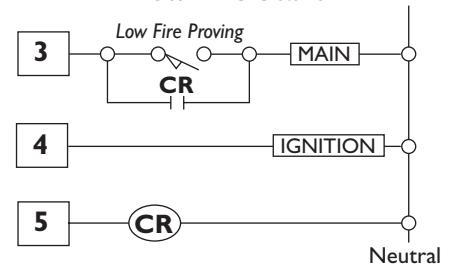 Low Fire Proving
3 MAIN
CR
4 IGNITION
5 CR
Neutral